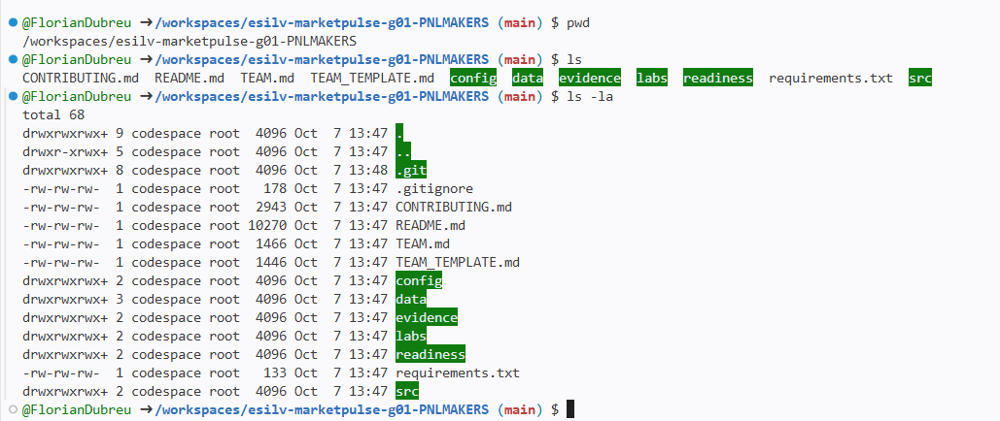 @FlorianDubreu ➜ /workspaces/esilv-marketpulse-g01-PNLMAKERS (main) $ pwd
/workspaces/esilv-marketpulse-g01-PNLMAKERS
@FlorianDubreu ➜ /workspaces/esilv-marketpulse-g01-PNLMAKERS (main) $ ls
CONTRIBUTING.md  README.md  TEAM.md  TEAM_TEMPLATE.md  config  data  evidence  labs  readiness  requirements.txt  src
@FlorianDubreu ➜ /workspaces/esilv-marketpulse-g01-PNLMAKERS (main) $ ls -la
total 68
drwxrwxrwx+ 9 codespace root  4096 Oct  7 13:47 .
drwxr-xrwx+ 5 codespace root  4096 Oct  7 13:47 ..
drwxrwxrwx+ 8 codespace root  4096 Oct  7 13:48 .git
-rw-rw-rw-  1 codespace root   178 Oct  7 13:47 .gitignore
-rw-rw-rw-  1 codespace root  2943 Oct  7 13:47 CONTRIBUTING.md
-rw-rw-rw-  1 codespace root 10270 Oct  7 13:47 README.md
-rw-rw-rw-  1 codespace root  1466 Oct  7 13:47 TEAM.md
-rw-rw-rw-  1 codespace root  1446 Oct  7 13:47 TEAM_TEMPLATE.md
drwxrwxrwx+ 2 codespace root  4096 Oct  7 13:47 config
drwxrwxrwx+ 3 codespace root  4096 Oct  7 13:47 data
drwxrwxrwx+ 2 codespace root  4096 Oct  7 13:47 evidence
drwxrwxrwx+ 2 codespace root  4096 Oct  7 13:47 labs
drwxrwxrwx+ 2 codespace root  4096 Oct  7 13:47 readiness
-rw-rw-rw-  1 codespace root   133 Oct  7 13:47 requirements.txt
drwxrwxrwx+ 2 codespace root  4096 Oct  7 13:47 src
@FlorianDubreu ➜ /workspaces/esilv-marketpulse-g01-PNLMAKERS (main) $